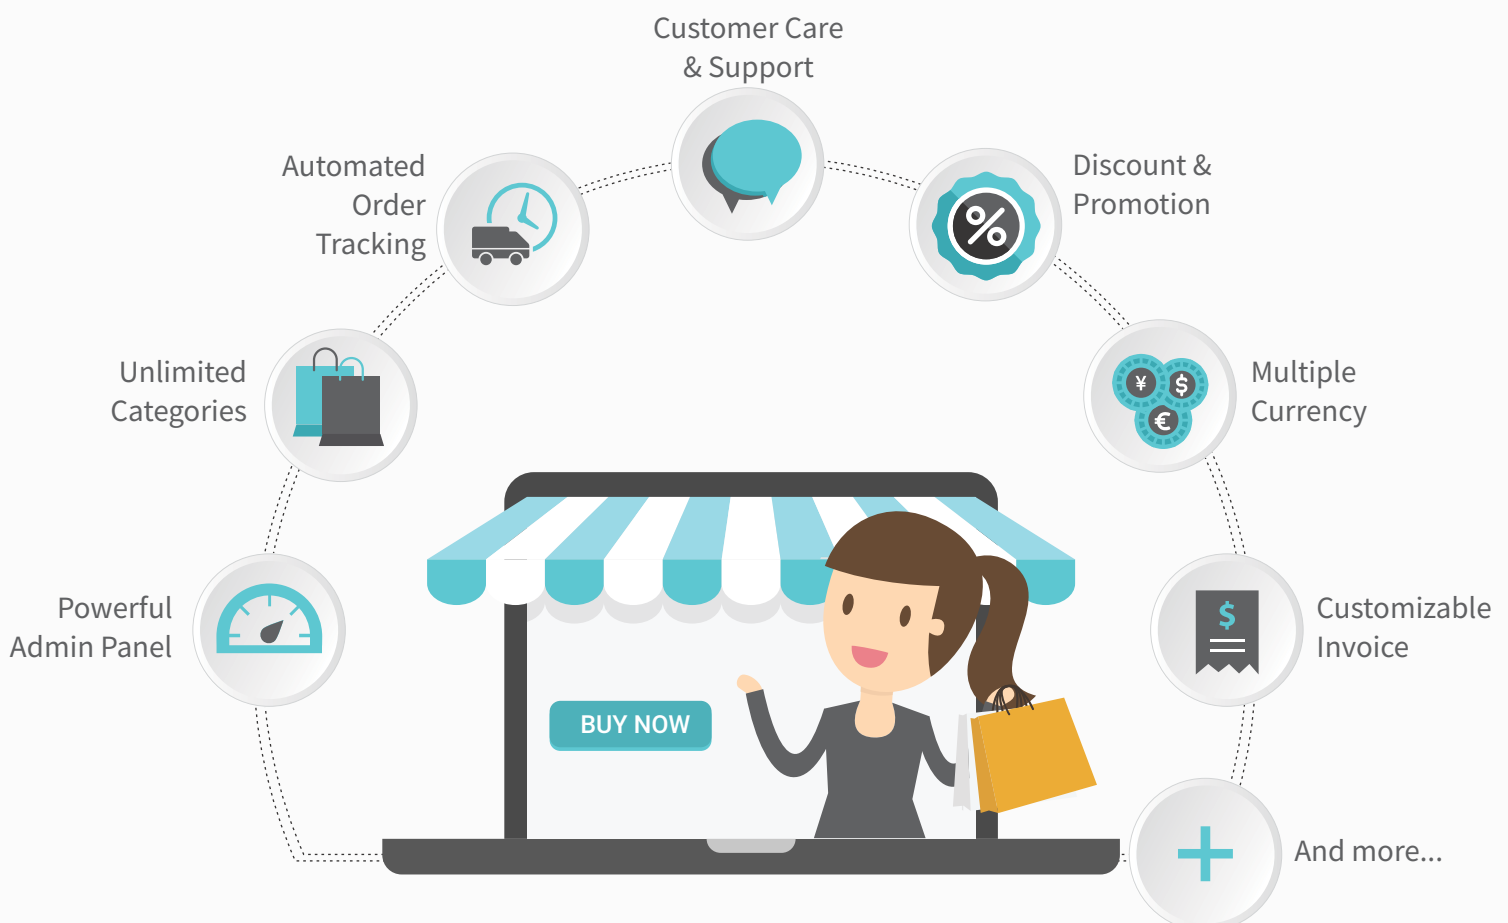 Customer Care
& Support
Automated
Order
Tracking
Discount &
Promotion
%
Unlimited
Categories
¥
$
€
Multiple
Currency
Powerful
Admin Panel
$
Customizable
Invoice
BUY NOW
And more...